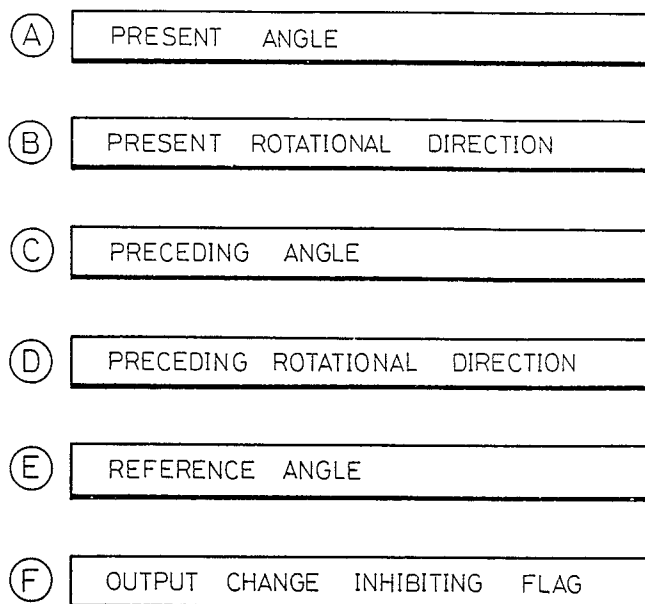 A PRESENT ANGLE
B PRESENT ROTATIONAL DIRECTION
C PRECEDING ANGLE
D PRECEDING ROTATIONAL DIRECTION
E REFERENCE ANGLE
F OUTPUT CHANGE INHIBITING FLAG